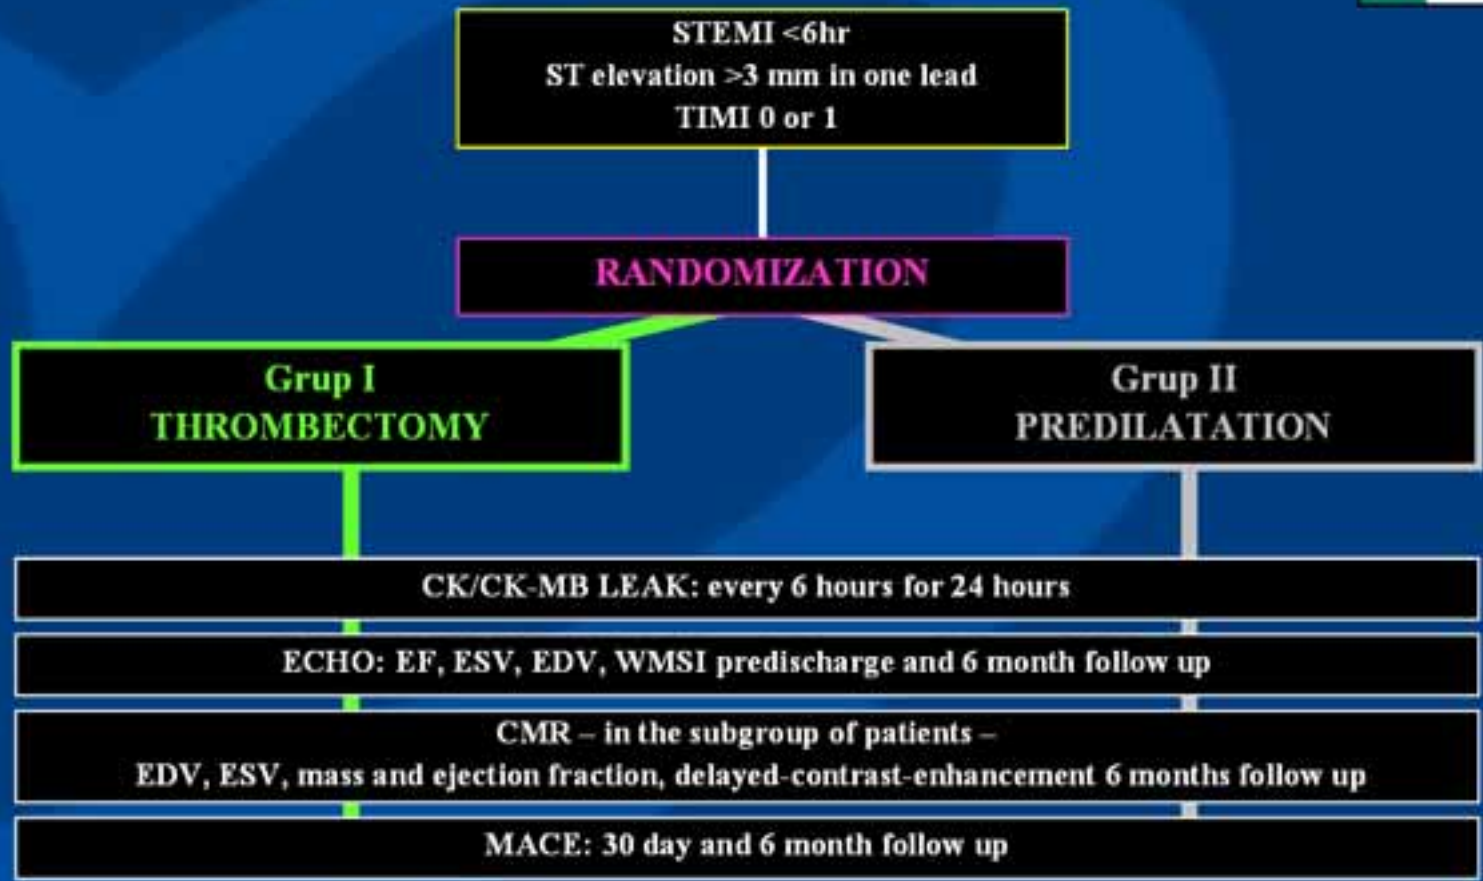 STEMI <6hr
ST elevation >3 mm in one lead
TIMI 0 or 1
RANDOMIZATION
Grup I
THROMBECTOMY
Grup II
PREDILATATION
CK/CK-MB LEAK: every 6 hours for 24 hours
ECHO: EF, ESV, EDV, WMSI predischarge and 6 month follow up
CMR – in the subgroup of patients –
EDV, ESV, mass and ejection fraction, delayed-contrast-enhancement 6 months follow up
MACE: 30 day and 6 month follow up